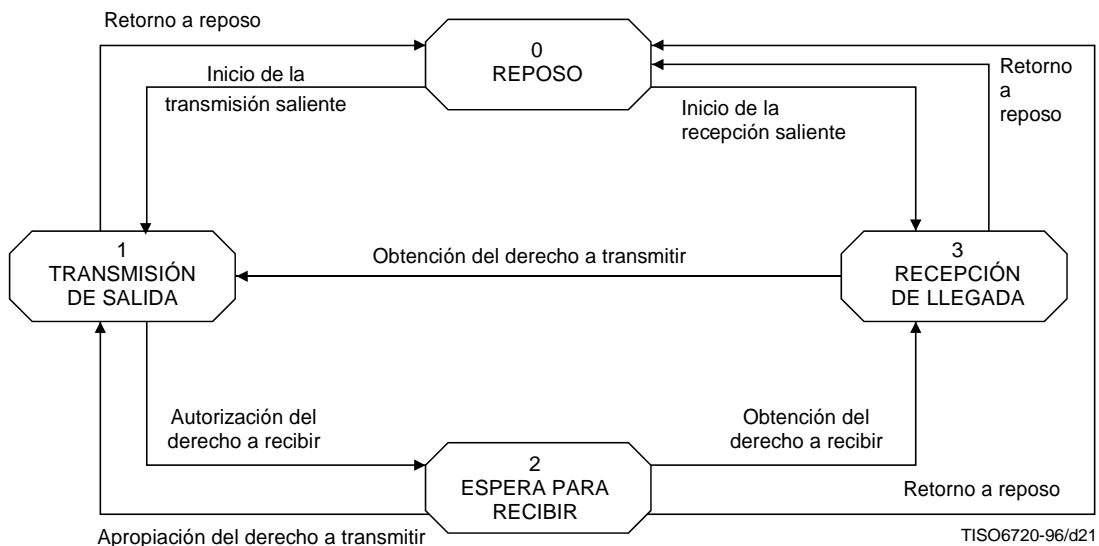 Retorno a reposo
0
REPOSO
Inicio de la
transmisión saliente
Inicio de la
recepción saliente
Retorno
a
reposo
1
TRANSMISIÓN
DE SALIDA
Obtención del derecho a transmitir
3
RECEPCIÓN
DE LLEGADA
Autorización del
derecho a recibir
Obtención del
derecho a recibir
2
ESPERA PARA
RECIBIR
Retorno a reposo
Apropiación del derecho a transmitir
TISO6720-96/d21